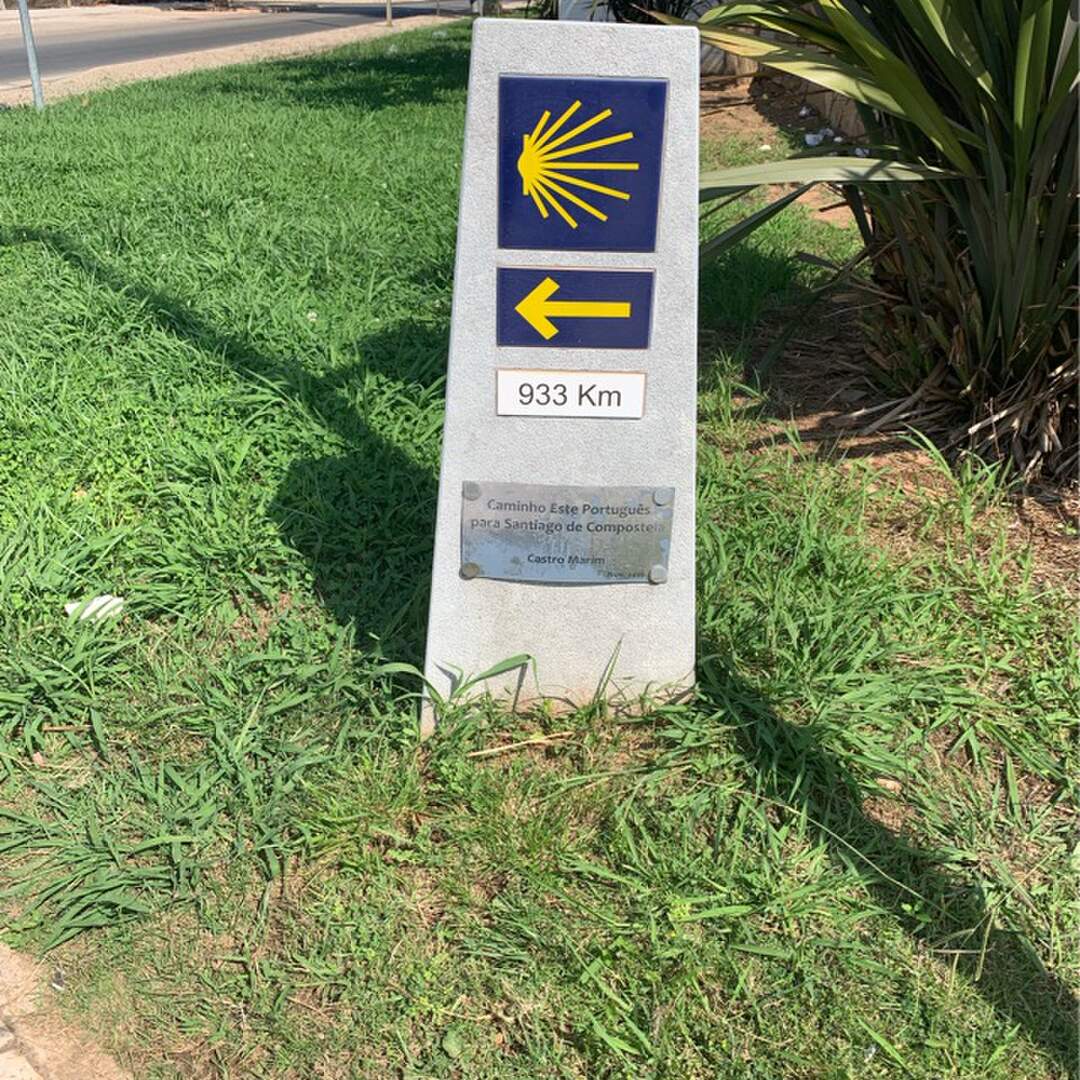 933 Km
Caminho Este Português
para Santiago de Compostela
Castro Marim